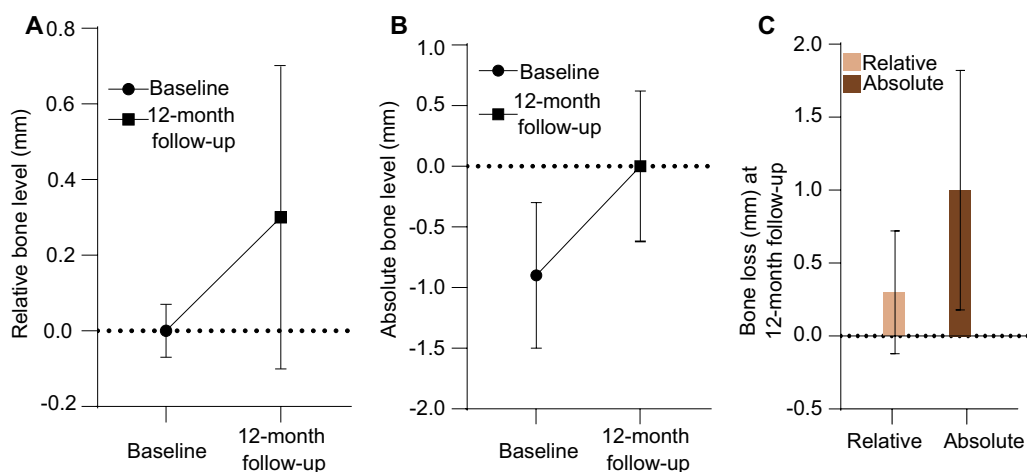 A
Relative bone level (mm)
0.8
0.6
0.4
0.2
0.0
-0.2
Baseline
12-month
follow-up
Baseline
12-month
follow-up
B
Absolute bone level (mm)
1.0
0.5
0.0
-0.5
-1.0
-1.5
-2.0
Baseline
12-month
follow-up
Baseline
12-month
follow-up
C
Bone loss (mm) at
12-month follow-up
2.0
1.5
1.0
0.5
0.0
-0.5
Relative
Absolute
Relative
Absolute